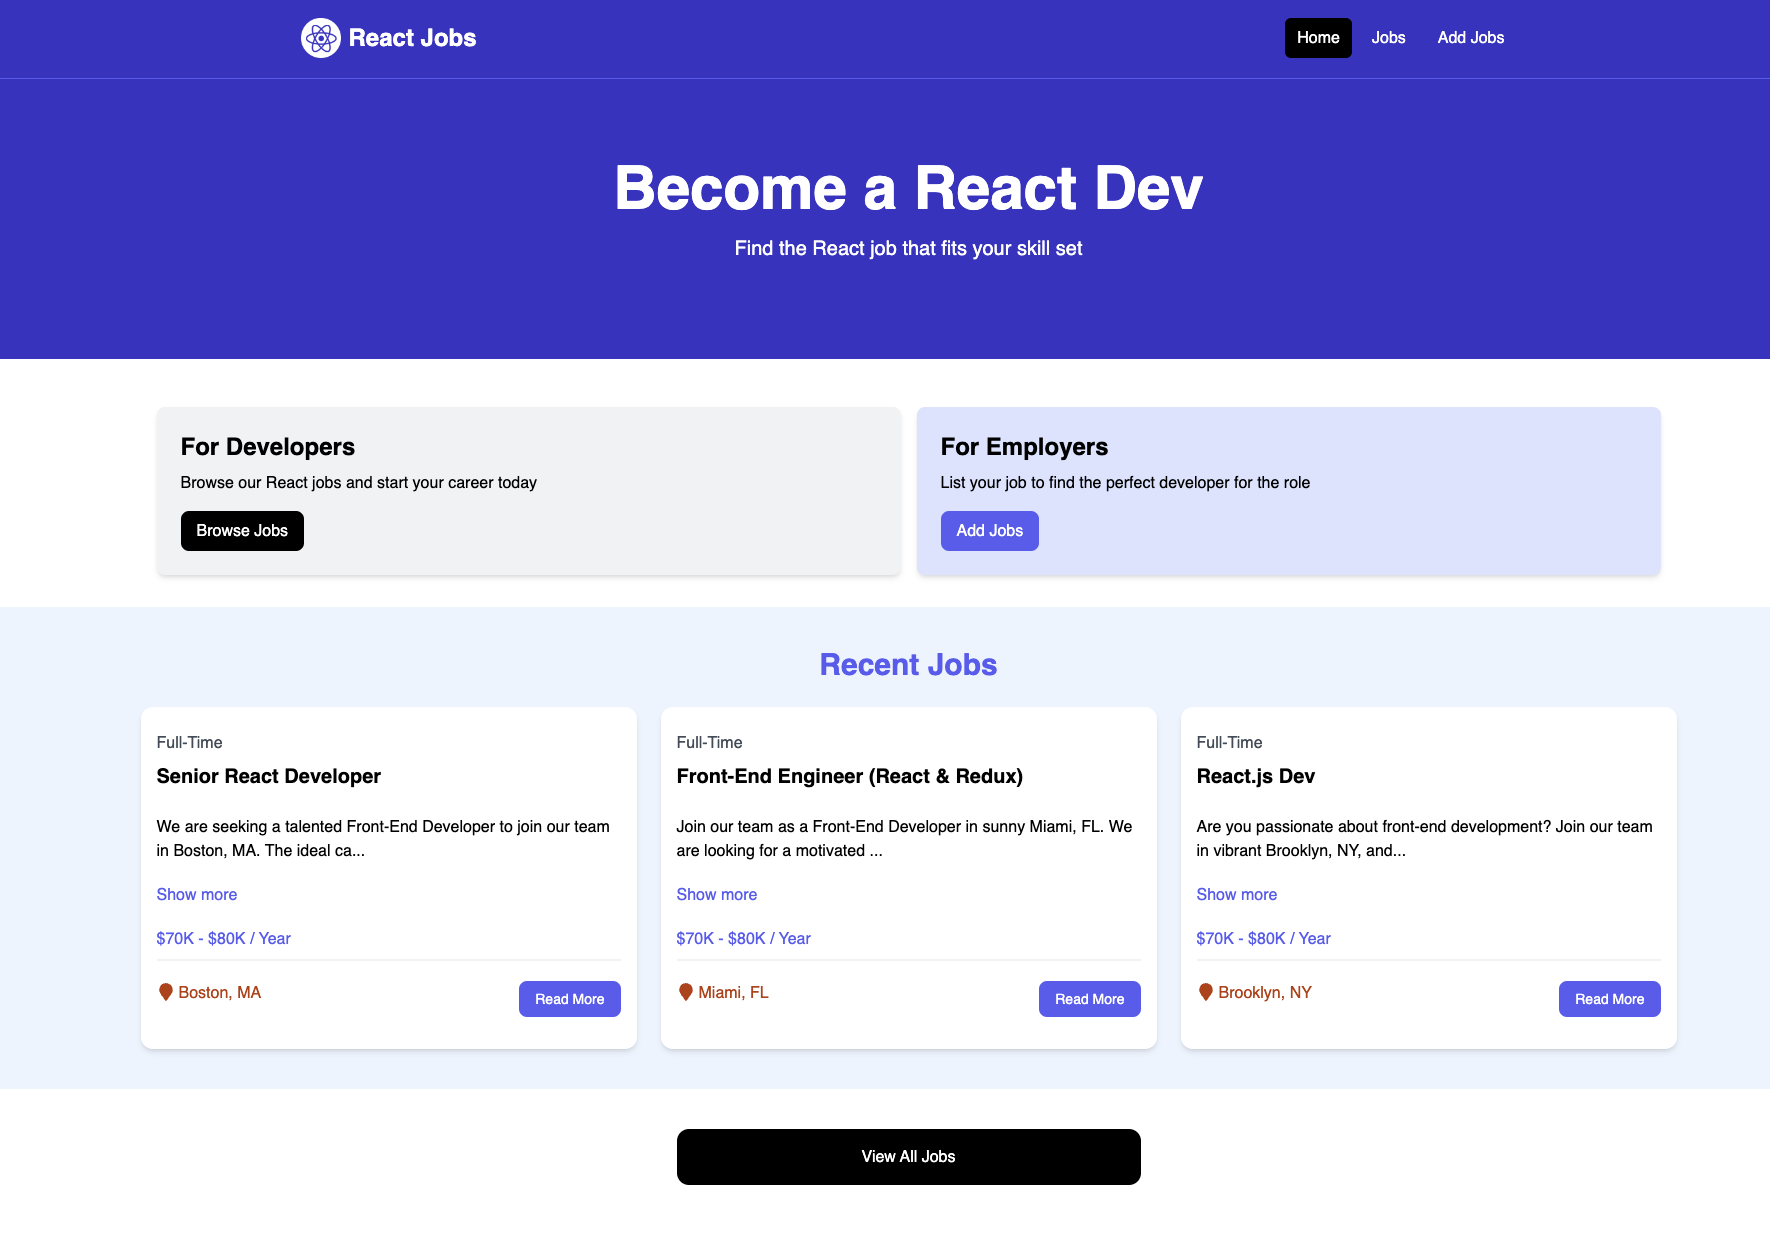 React Jobs
Home
Jobs
Add Jobs
Become a React Dev
Find the React job that fits your skill set
For Developers
Browse our React jobs and start your career today
Browse Jobs
For Employers
List your job to find the perfect developer for the role
Add Jobs
Recent Jobs
Full-Time
Senior React Developer
We are seeking a talented Front-End Developer to join our team
in Boston, MA. The ideal ca...
Show more
$70K - $80K / Year
Boston, MA
Read More
Full-Time
Front-End Engineer (React & Redux)
Join our team as a Front-End Developer in sunny Miami, FL. We
are looking for a motivated ...
Show more
$70K - $80K / Year
Miami, FL
Read More
Full-Time
React.js Dev
Are you passionate about front-end development? Join our team
in vibrant Brooklyn, NY, and...
Show more
$70K - $80K / Year
Brooklyn, NY
Read More
View All Jobs